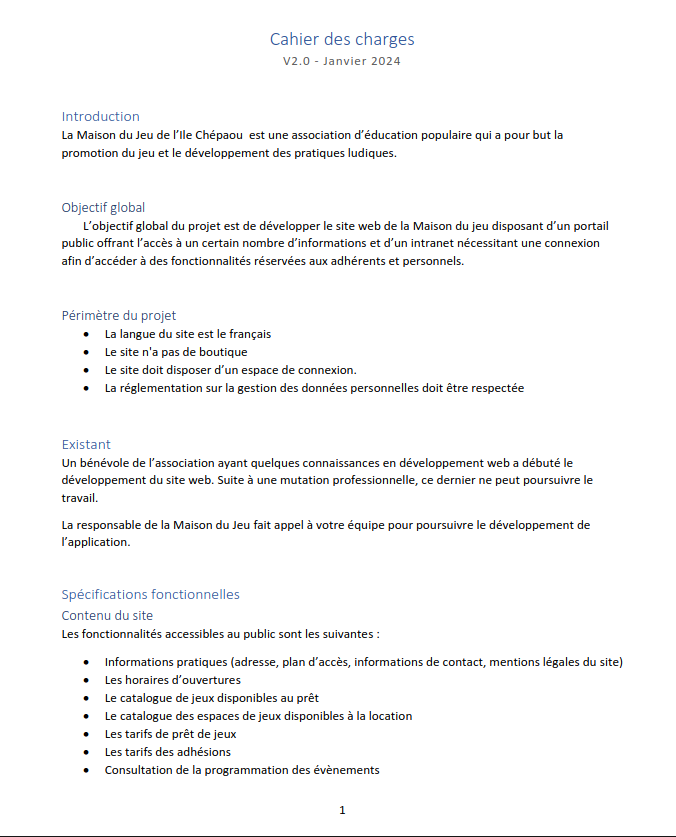 Cahier des charges
V2.0 - Janvier 2024
Introduction
La Maison du Jeu de l’Ile Chépaou  est une association d’éducation populaire qui a pour but la
promotion du jeu et le développement des pratiques ludiques.
Objectif global
L’objectif global du projet est de développer le site web de la Maison du jeu disposant d’un portail
public offrant l’accès à un certain nombre d’informations et d’un intranet nécessitant une connexion
afin d’accéder à des fonctionnalités réservées aux adhérents et personnels.
Périmètre du projet
• La langue du site est le français
• Le site n'a pas de boutique
• Le site doit disposer d’un espace de connexion.
• La réglementation sur la gestion des données personnelles doit être respectée
Existant
Un bénévole de l’association ayant quelques connaissances en développement web a débuté le
développement du site web. Suite à une mutation professionnelle, ce dernier ne peut poursuivre le
travail.
La responsable de la Maison du Jeu fait appel à votre équipe pour poursuivre le développement de
l’application.
Spécifications fonctionnelles
Contenu du site
Les fonctionnalités accessibles au public sont les suivantes :
• Informations pratiques (adresse, plan d’accès, informations de contact, mentions légales du site)
• Les horaires d’ouvertures
• Le catalogue de jeux disponibles au prêt
• Le catalogue des espaces de jeux disponibles à la location
• Les tarifs de prêt de jeux
• Les tarifs des adhésions
• Consultation de la programmation des évènements
1